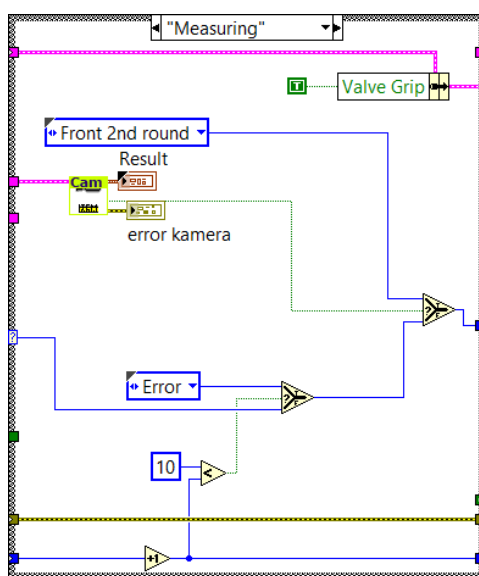 "Measuring"
T
Valve Grip
Front 2nd round
Result
Cam
error kamera
?
T
?
F
Error
T
?
F
10
<
+1